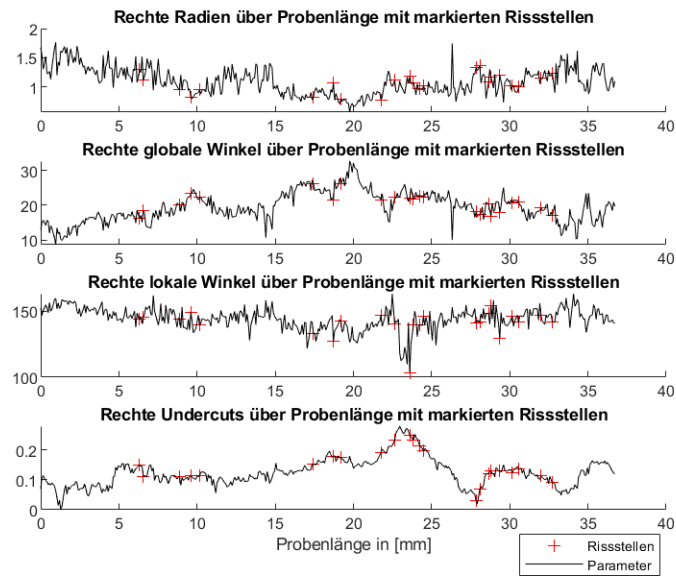 Rechte Radien über Probenlänge mit markierten Rissstellen
2
1.5
1
0 5 10 15 20 25 30 35 40
Rechte globale Winkel über Probenlänge mit markierten Rissstellen
30
20
10
0 5 10 15 20 25 30 35 40
Rechte lokale Winkel über Probenlänge mit markierten Rissstellen
150
100
0 5 10 15 20 25 30 35 40
Rechte Undercuts über Probenlänge mit markierten Rissstellen
0.2
0.1
0
0 5 10 15 20 25 30 35 40
Probenlänge in [mm]
Rissstellen
Parameter